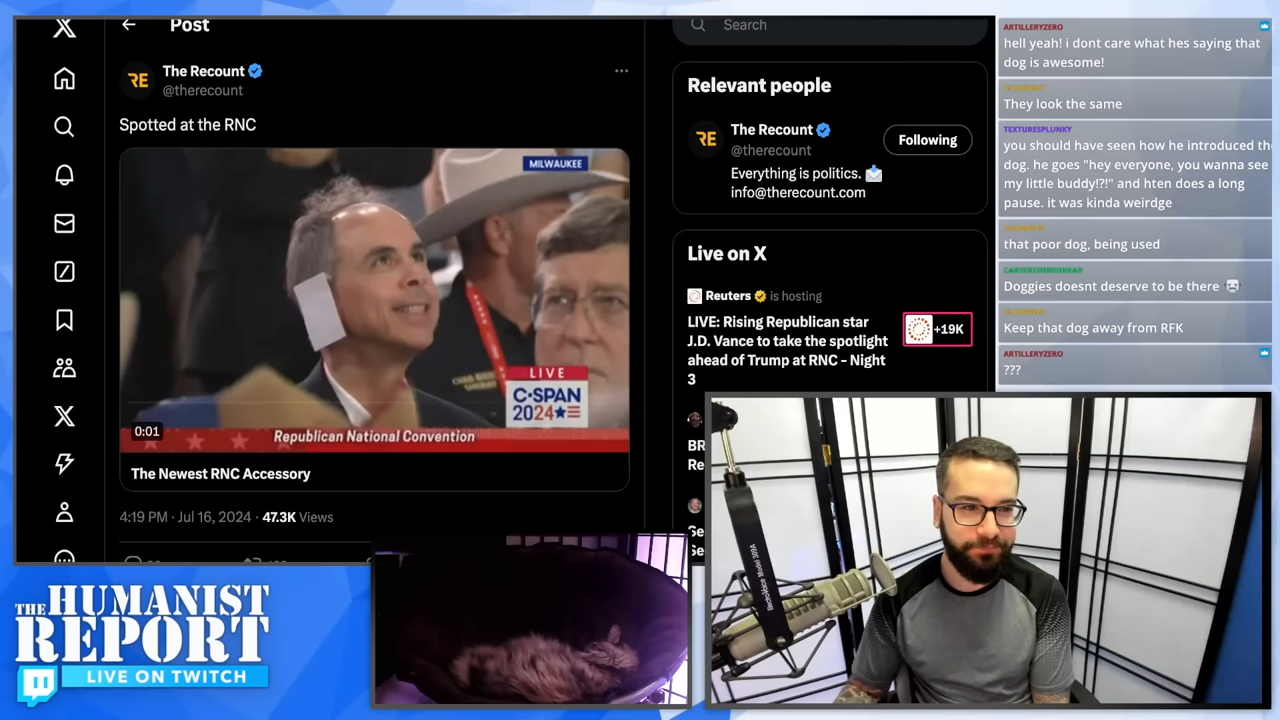 Post
Search
The Recount
@therecount
Spotted at the RNC
MILWAUKEE
LIVE
C-SPAN
2024
0:01
Republican National Convention
The Newest RNC Accessory
4:19 PM · Jul 16, 2024 · 47.3K Views
Relevant people
RE
The Recount
@therecount
Following
Everything is politics.
info@therecount.com
Live on X
Reuters is hosting
LIVE: Rising Republican star
J.D. Vance to take the spotlight
ahead of Trump at RNC - Night
3
+19K
BR
Re
Se
Se
ARTILLERYZERO
hell yeah! i dont care what hes saying that
dog is awesome!
They look the same
TEXTURESPLUNKY
you should have seen how he introduced the
dog. he goes "hey everyone, you wanna see
my little buddy!?!" and hten does a long
pause. it was kinda weirdge
that poor dog, being used
Doggies doesnt deserve to be there
Keep that dog away from RFK
ARTILLERYZERO
???
THE HUMANIST
REPORT
LIVE ON TWITCH